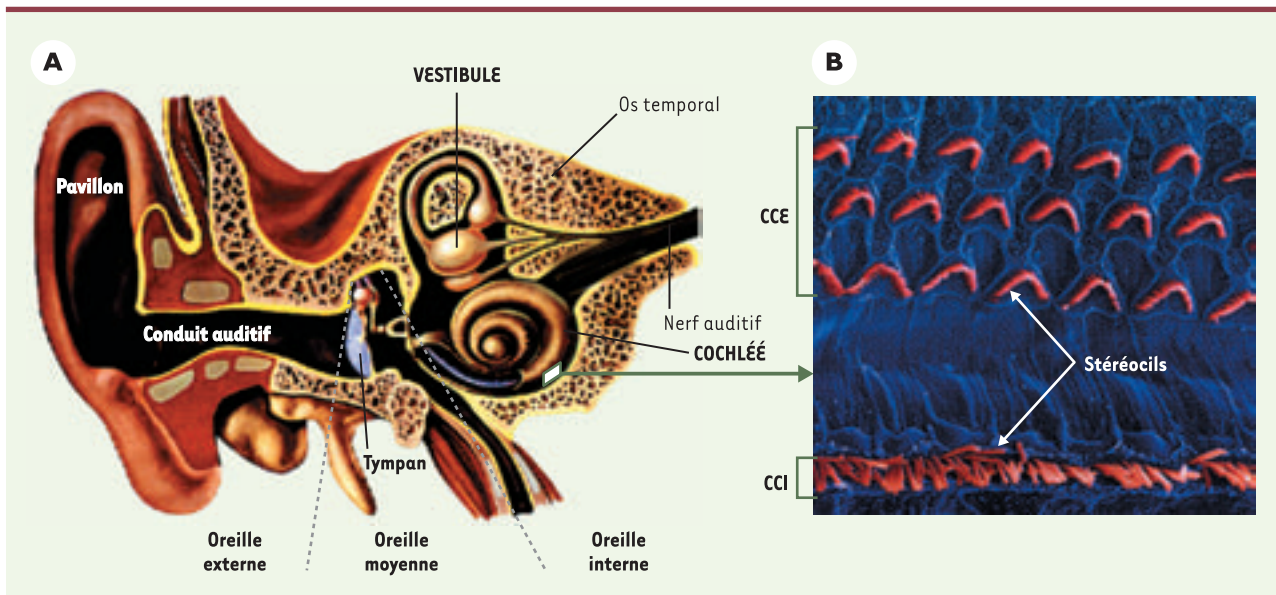 A
B
VESTIBULE
Os temporal
Pavillon
CCE
Conduit auditif
Nerf auditif
COCHLÉÉ
Stéréocils
Tympan
CCI
Oreille
externe
Oreille
moyenne
Oreille
interne